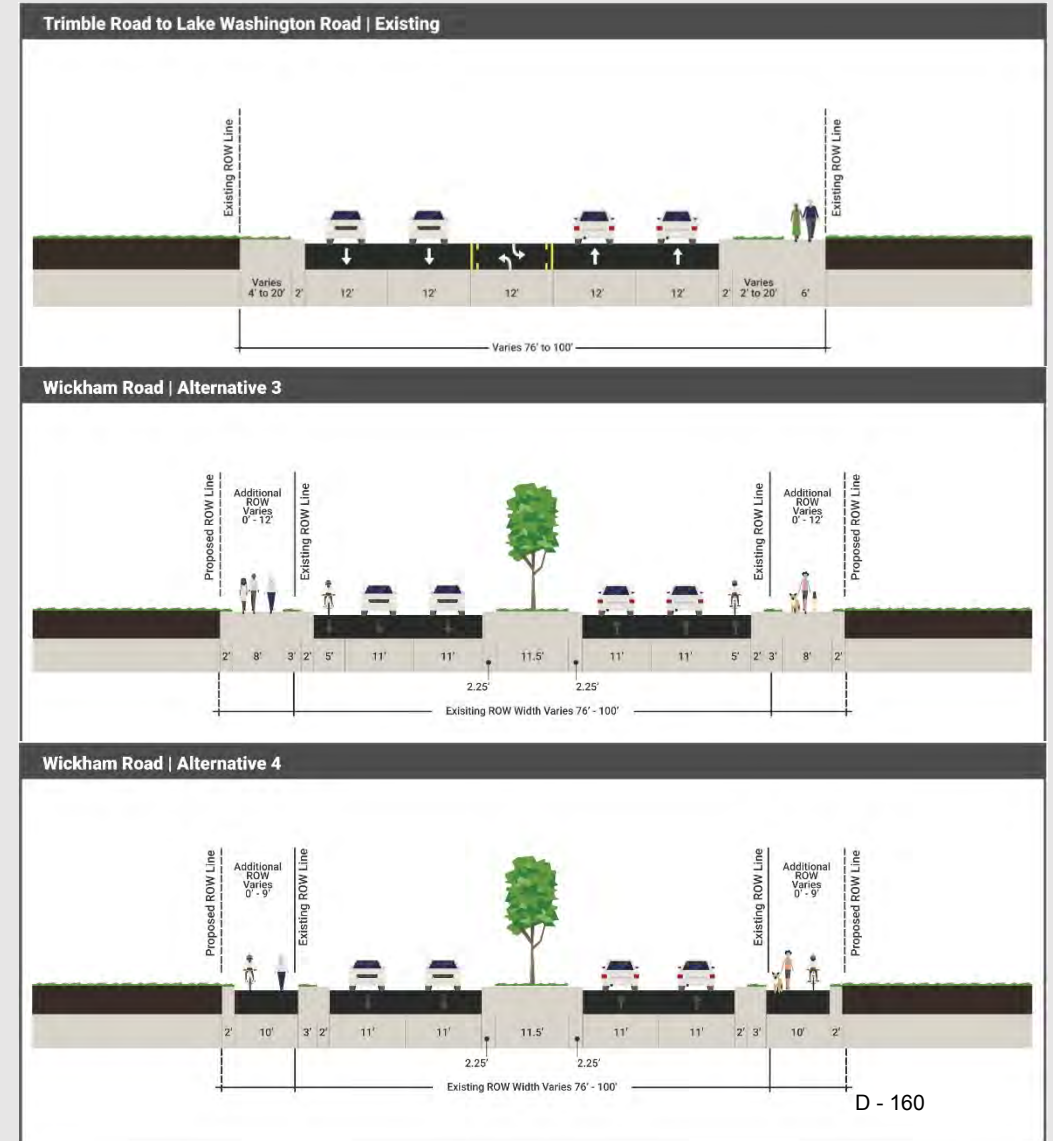 Trimble Road to Lake Washington Road | Existing
Existing ROW Line
Existing ROW Line
Varies
4' to 20'
2'
12'
12'
12'
12'
12'
2'
Varies
2' to 20'
6'
Varies 76' to 100'
Wickham Road | Alternative 3
Proposed ROW Line
Additional
ROW
Varies
0' - 12'
Existing ROW Line
Existing ROW Line
Additional
ROW
Varies
0' - 12'
Proposed ROW Line
2'
8'
3'
2'
5'
11'
11'
11.5'
11'
11'
5'
2'
3'
8'
2'
2.25'
2.25'
Exisiting ROW Width Varies 76' - 100'
Wickham Road | Alternative 4
Proposed ROW Line
Additional
ROW
Varies
0' - 9'
Existing ROW Line
Existing ROW Line
Additional
ROW
Varies
0' - 9'
Proposed ROW Line
2'
10'
3'
2'
11'
11'
11.5'
11'
11'
2'
3'
10'
2'
2.25'
2.25'
Existing ROW Width Varies 76' - 100'
D - 160